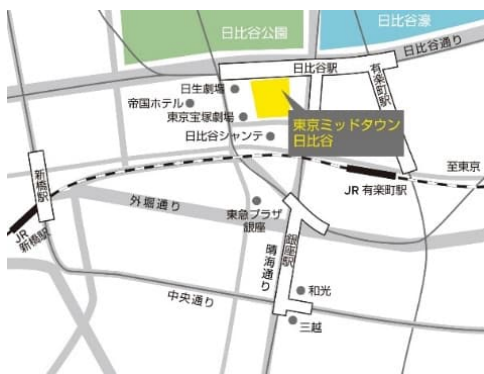 日比谷公園
日比谷濠
日比谷通り
日比谷駅
有楽町駅
日生劇場
帝国ホテル
東京宝塚劇場
日比谷シャンテ
東京ミッドタウン
日比谷
至東京
JR 有楽町駅
新橋駅
JR
新橋駅
外堀通り
東急プラザ
銀座
晴海通り
銀座駅
中央通り
和光
三越